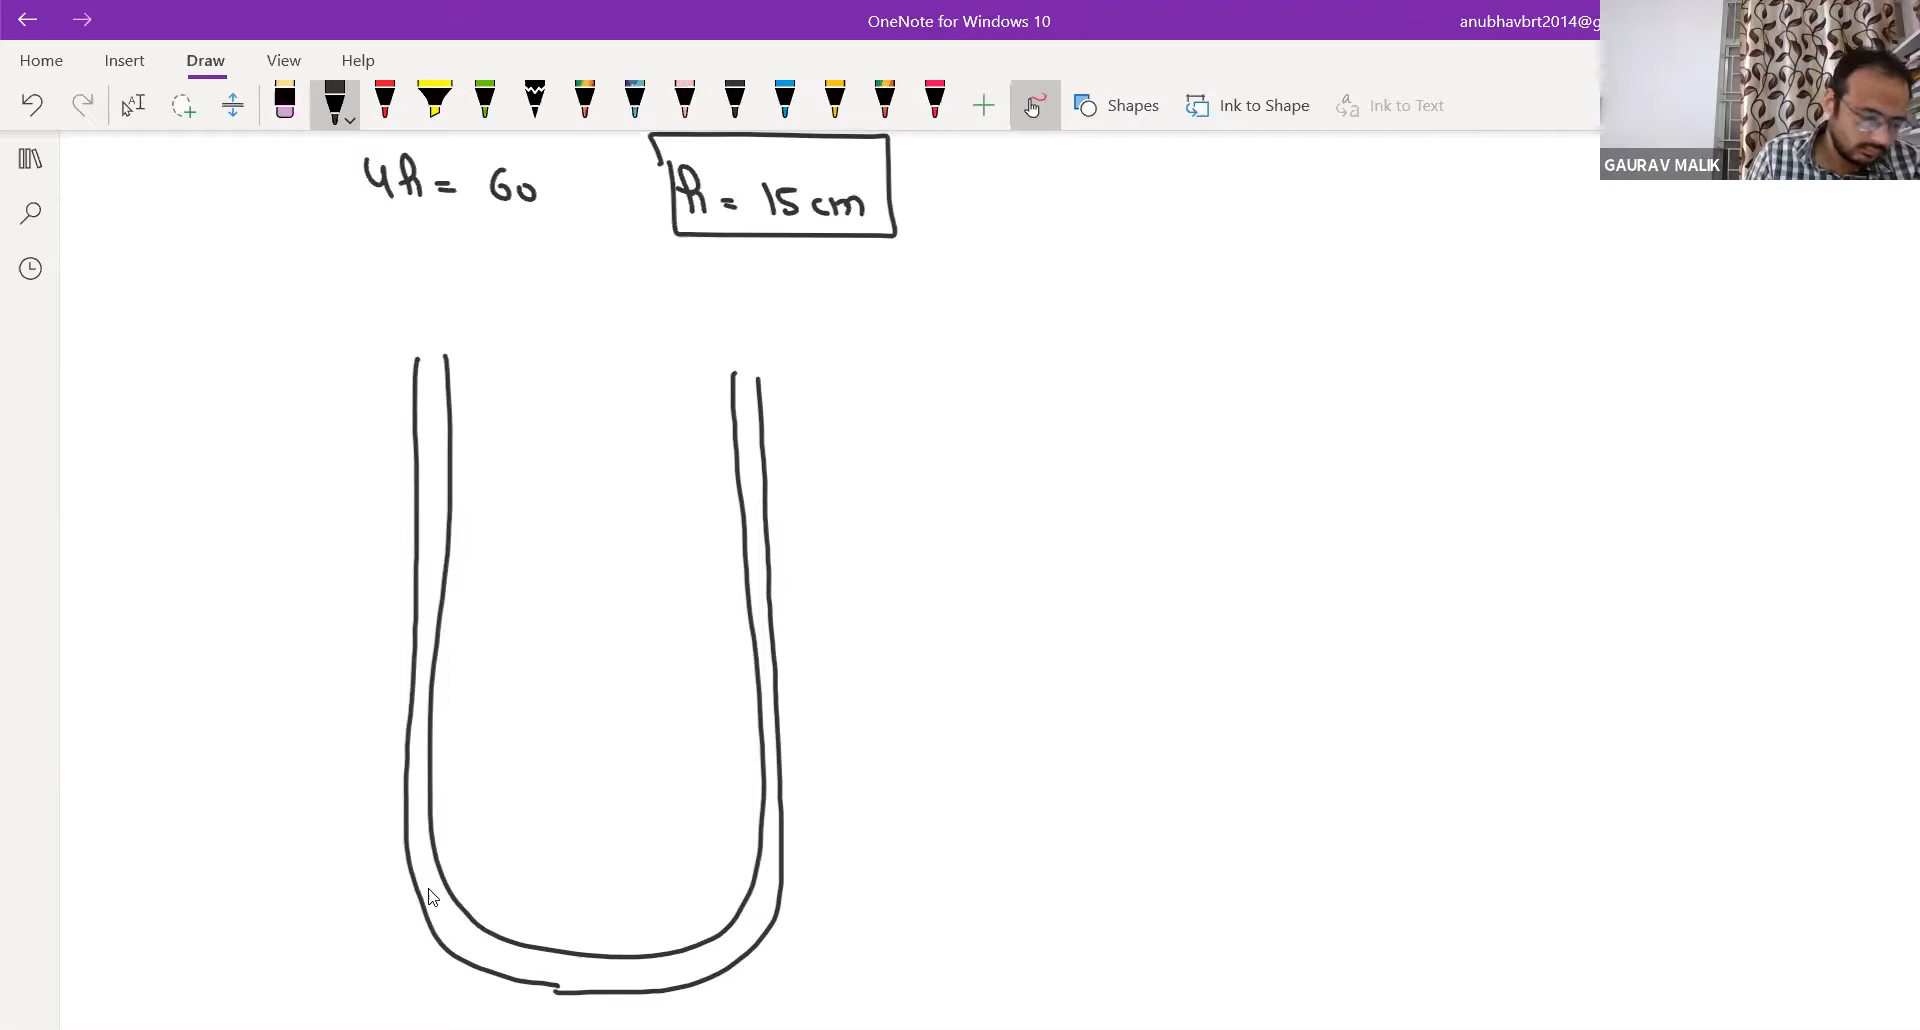 OneNote for Windows 10
anubhavbrt2014@g
Home Insert Draw View Help
Shapes Ink to Shape Ink to Text
GAURAV MALIK
4h = 60
h = 15 cm